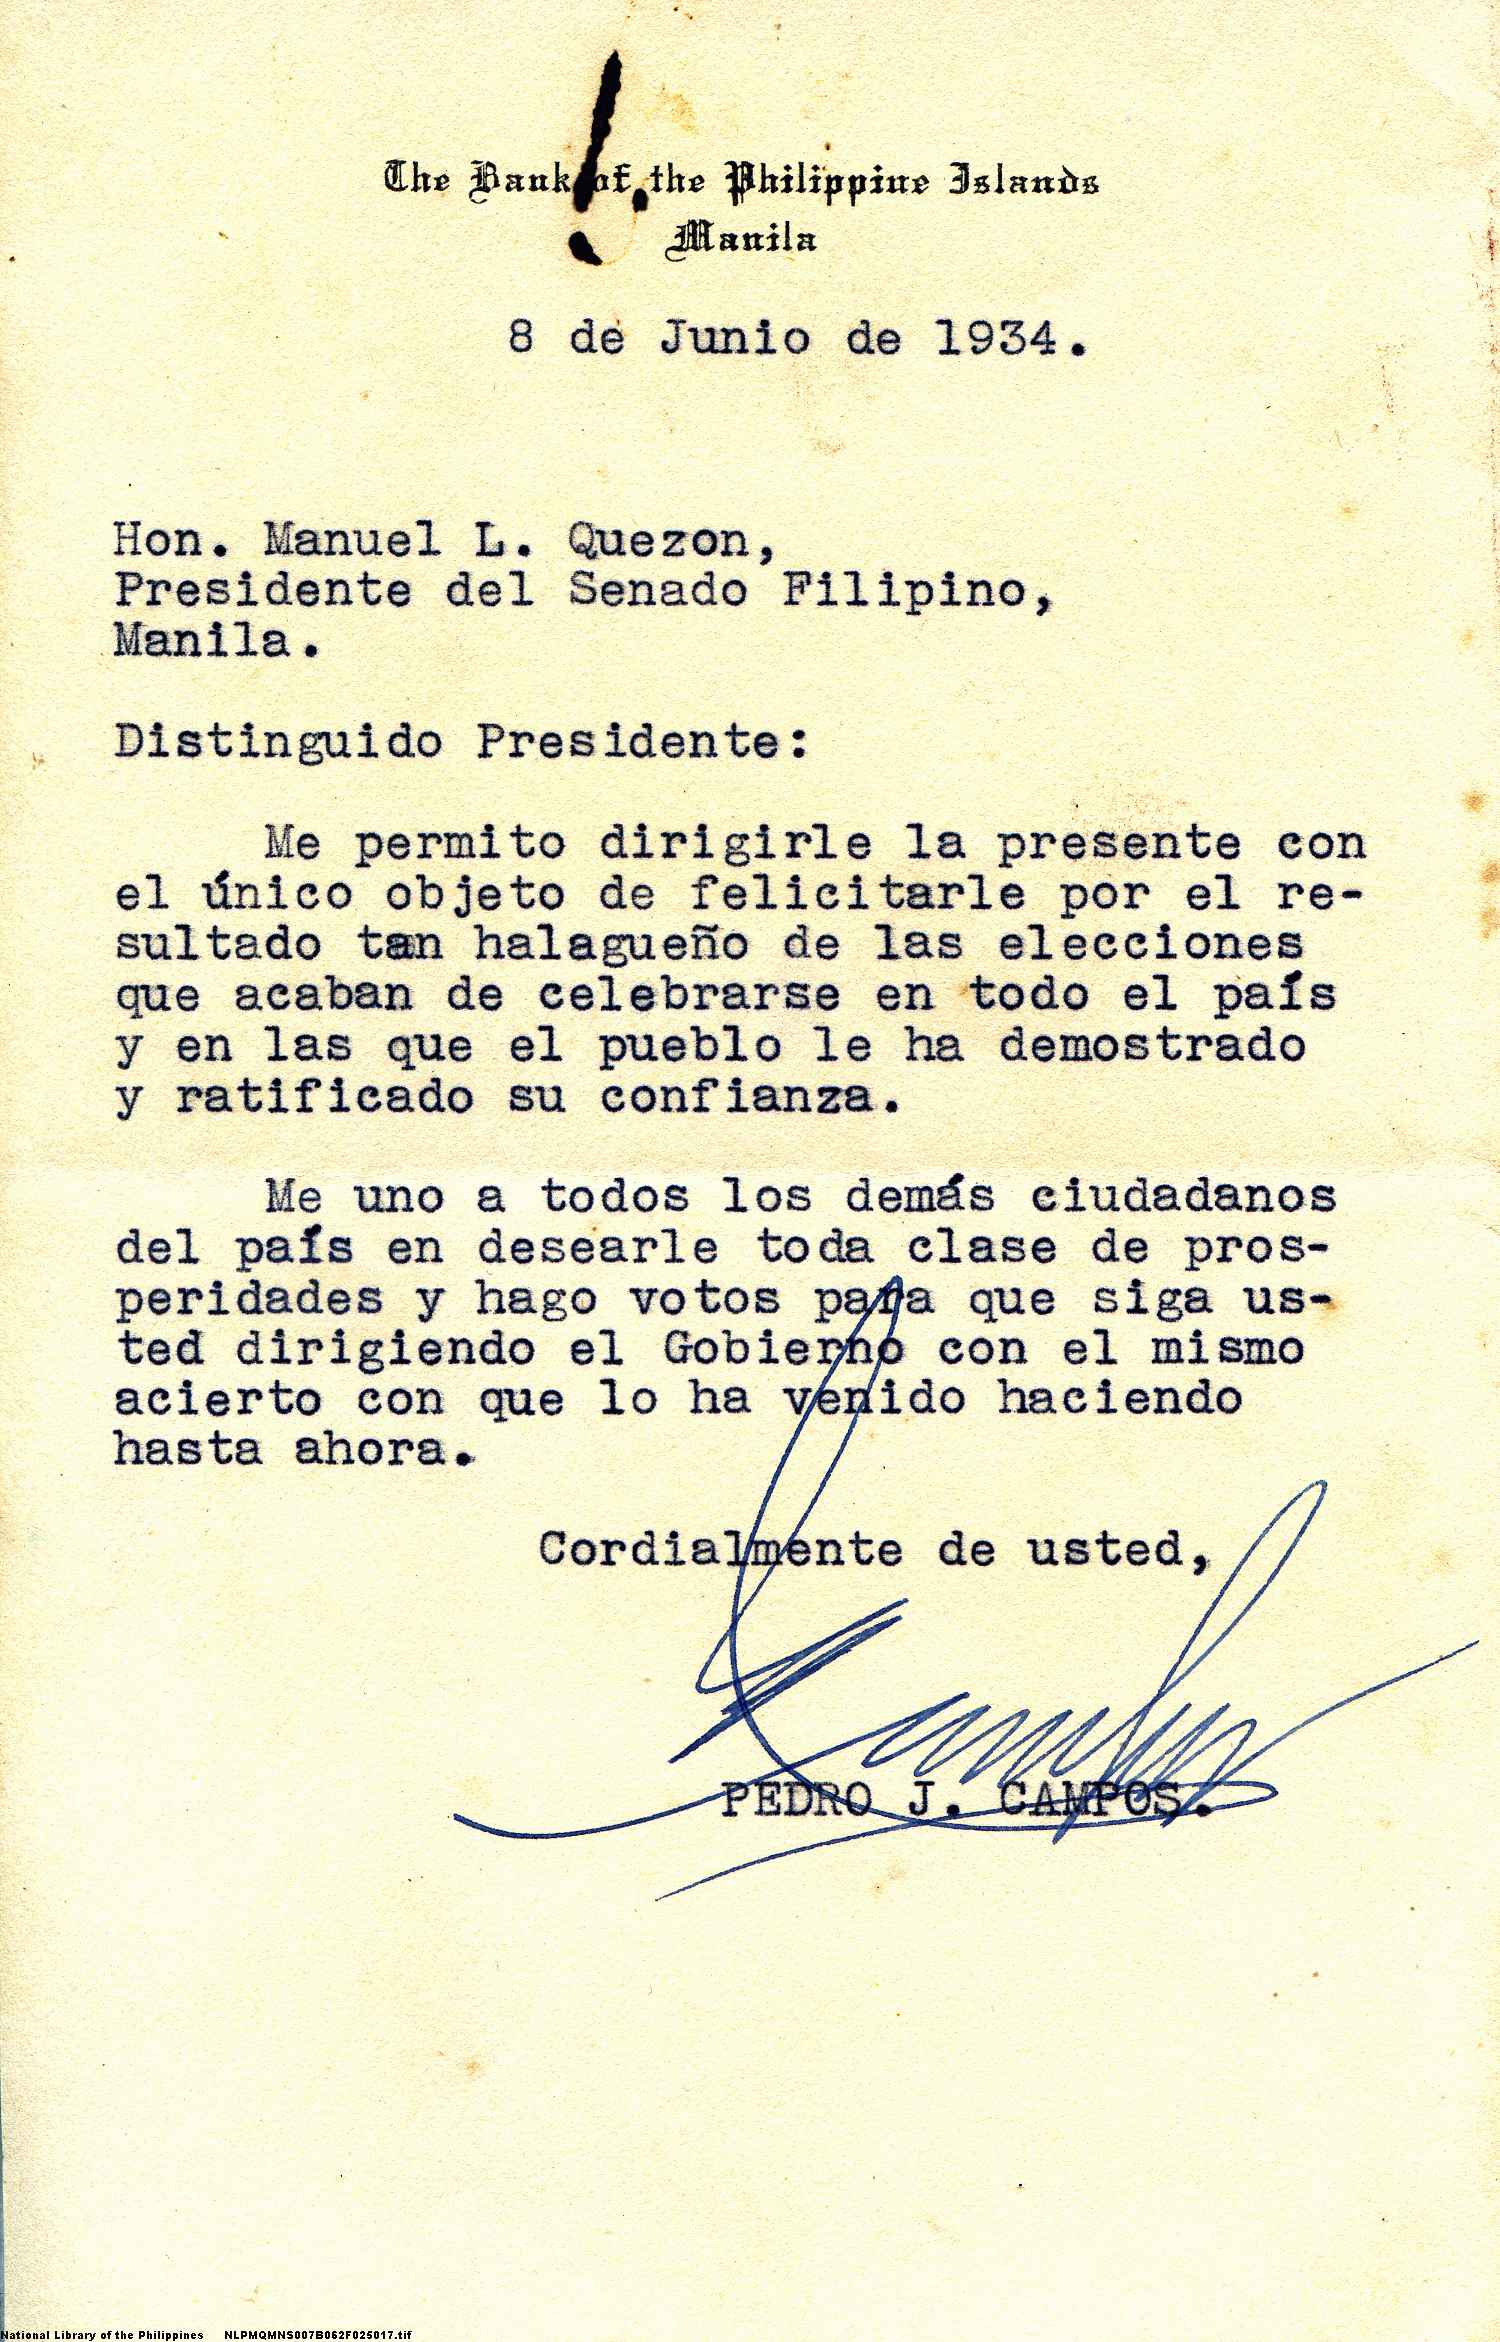 The Bank of the Philippine Islands
Manila
8 de Junio de 1934.
Hon. Manuel L. Quezon,
Presidente del Senado Filipino,
Manila.
Distinguido Presidente:
Me permito dirigirle la presente con
el único objeto de felicitarle por el re-
sultado tan halagueño de las elecciones
que acaban de celebrarse en todo el país
y en las que el pueblo le ha demostrado
y ratificado su confianza.
Me uno a todos los demás ciudadanos
del país en desearle toda clase de pros-
peridades y hago votos para que siga us-
ted dirigiendo el Gobierno con el mismo
acierto con que lo ha venido haciendo
hasta ahora.
Cordialmente de usted,
PEDRO J. CAMPOS.
National Library of the Philippines NLPMQMNS007B062F025017.tif